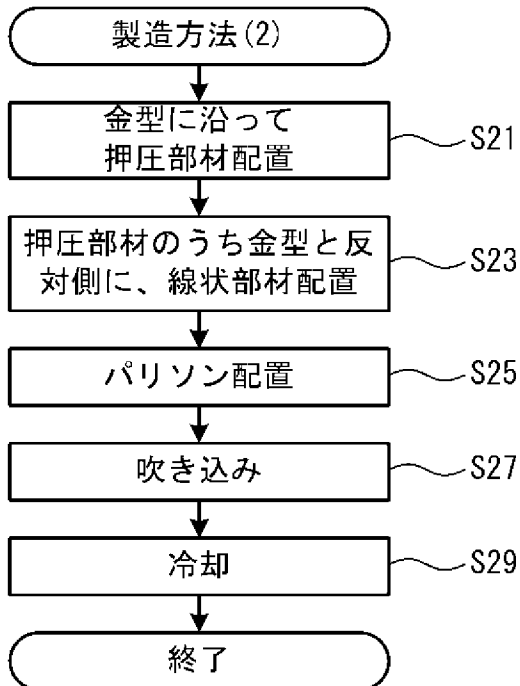 製造方法(2)
金型に沿って
押圧部材配置
S21
押圧部材のうち金型と反
対側に、線状部材配置
S23
パリソン配置
S25
吹き込み
S27
冷却
S29
終了